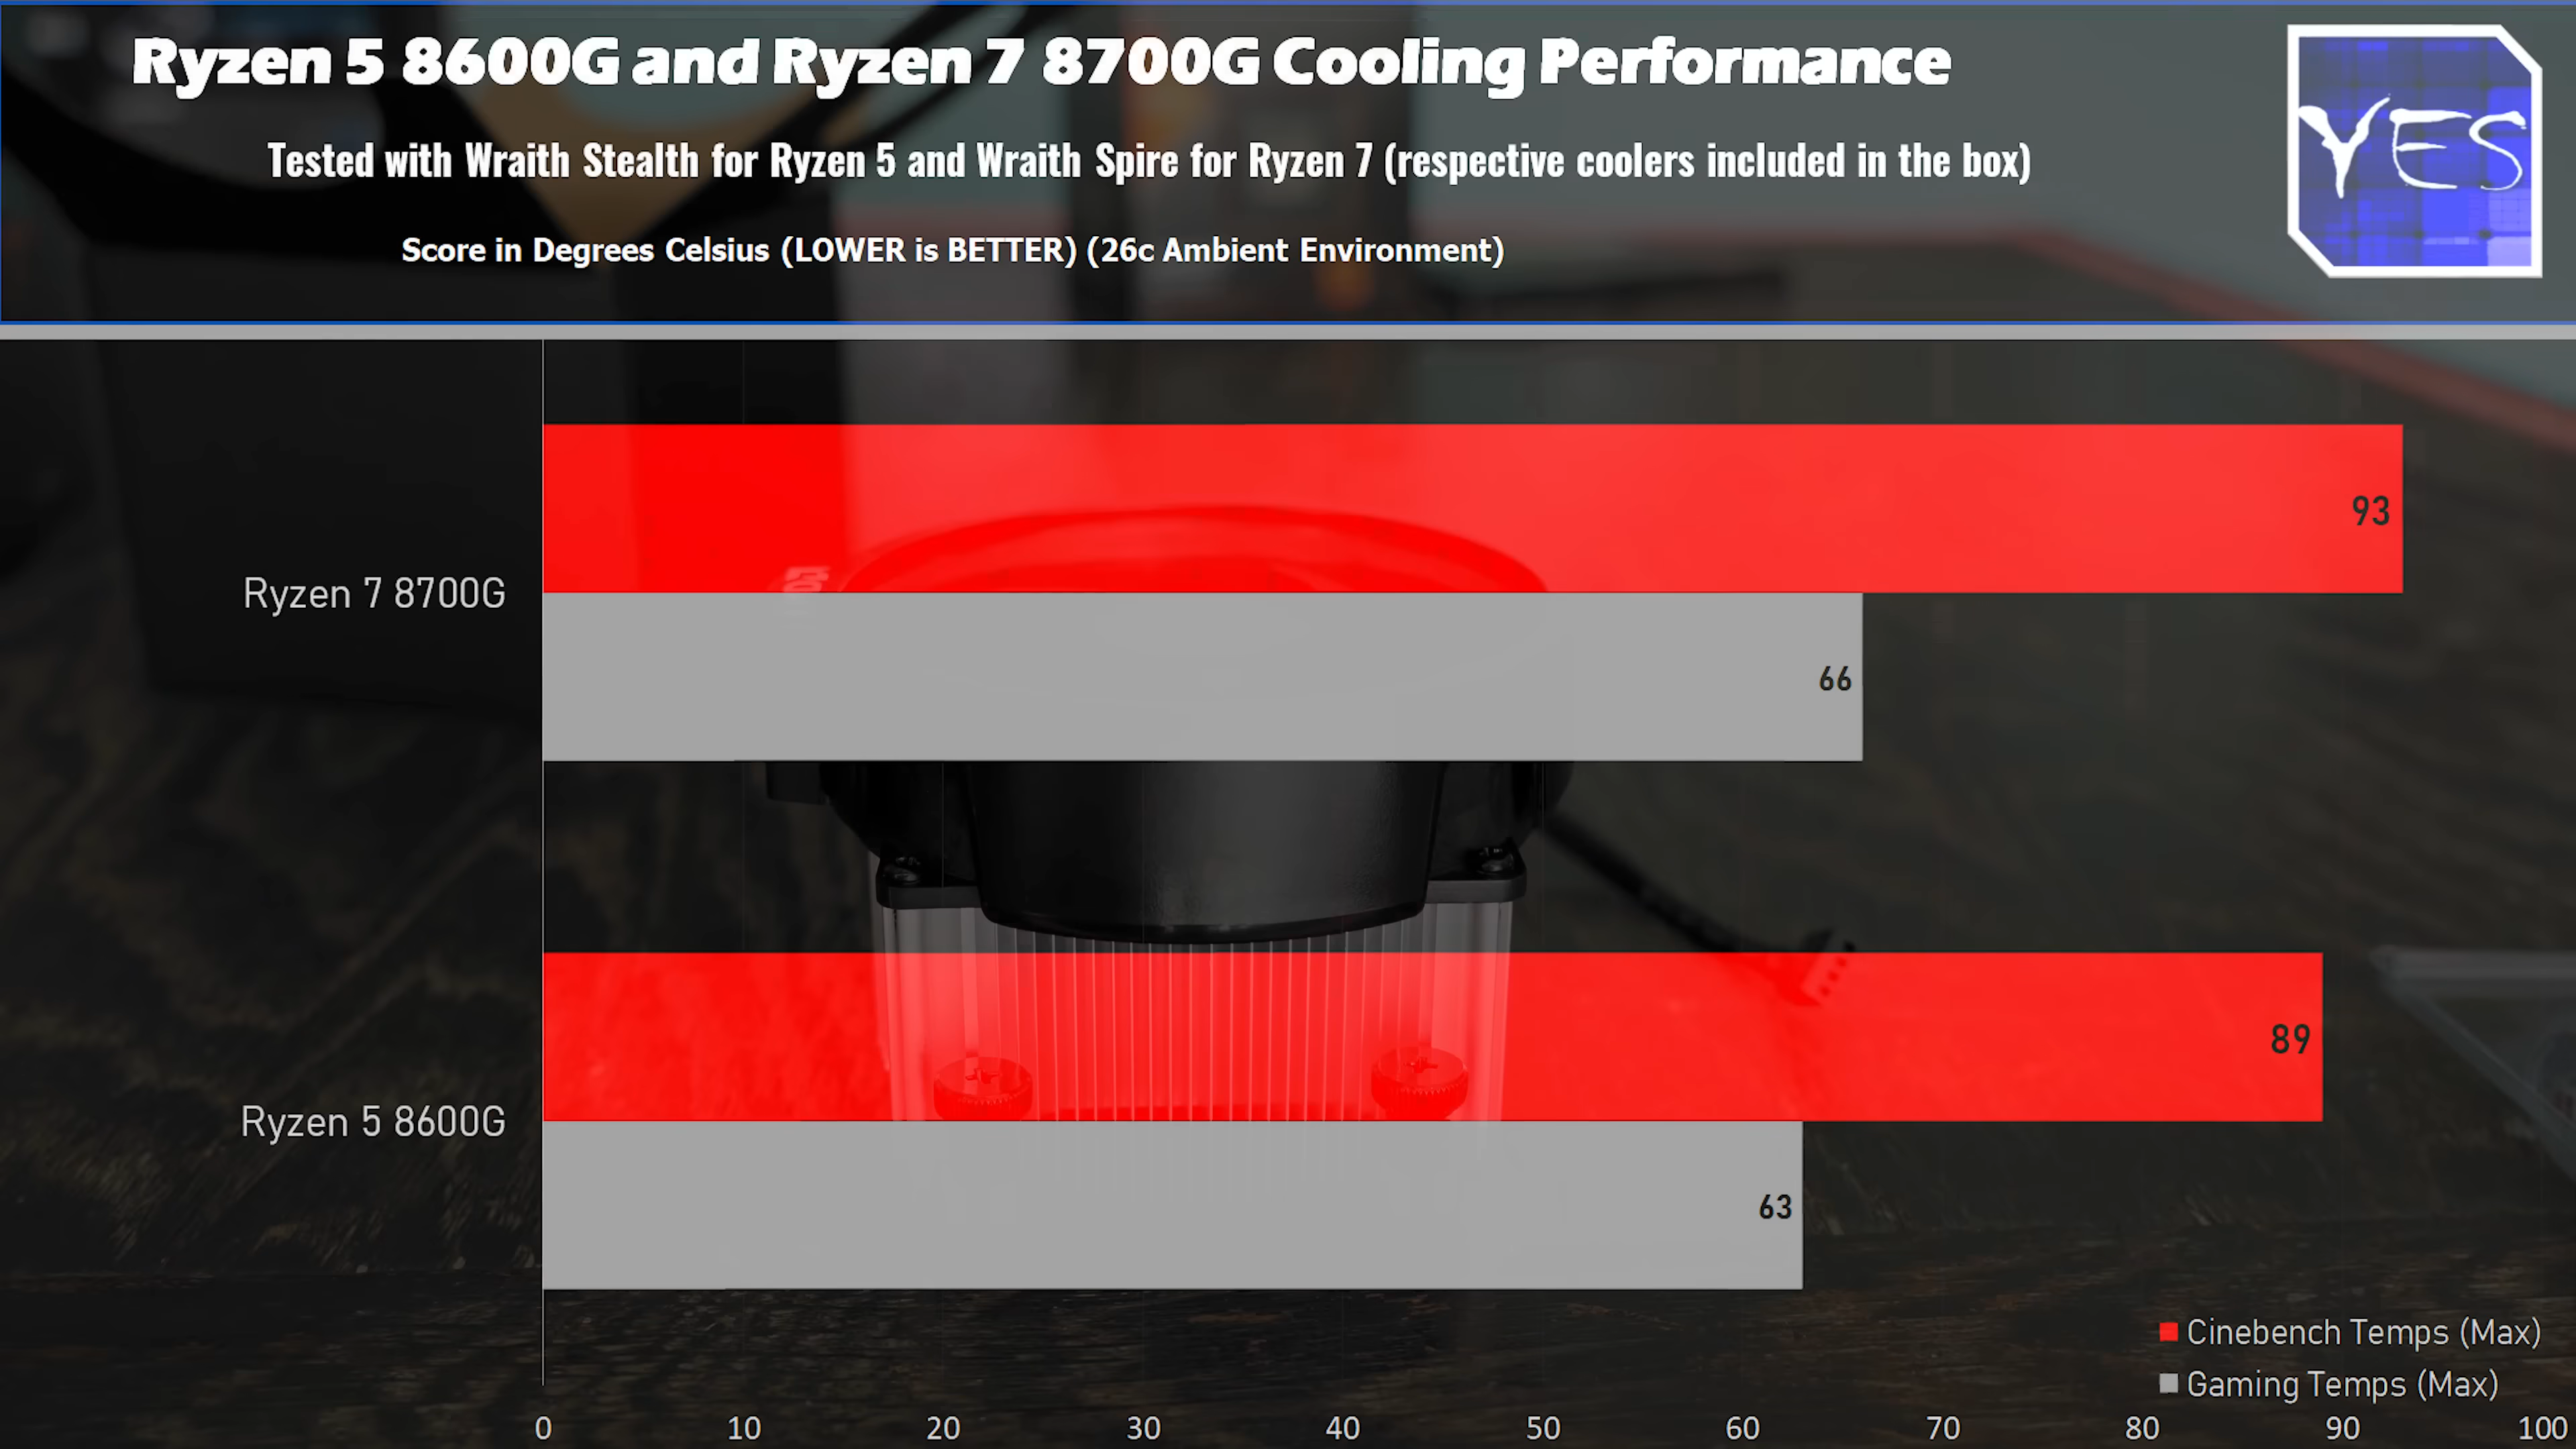 Ryzen 5 8600G and Ryzen 7 8700G Cooling Performance
Tested with Wraith Stealth for Ryzen 5 and Wraith Spire for Ryzen 7 (respective coolers included in the box)
Score in Degrees Celsius (LOWER is BETTER) (26c Ambient Environment)
YES
93
Ryzen 7 8700G
66
89
Ryzen 5 8600G
63
Cinebench Temps (Max)
Gaming Temps (Max)
0 10 20 30 40 50 60 70 80 90 100